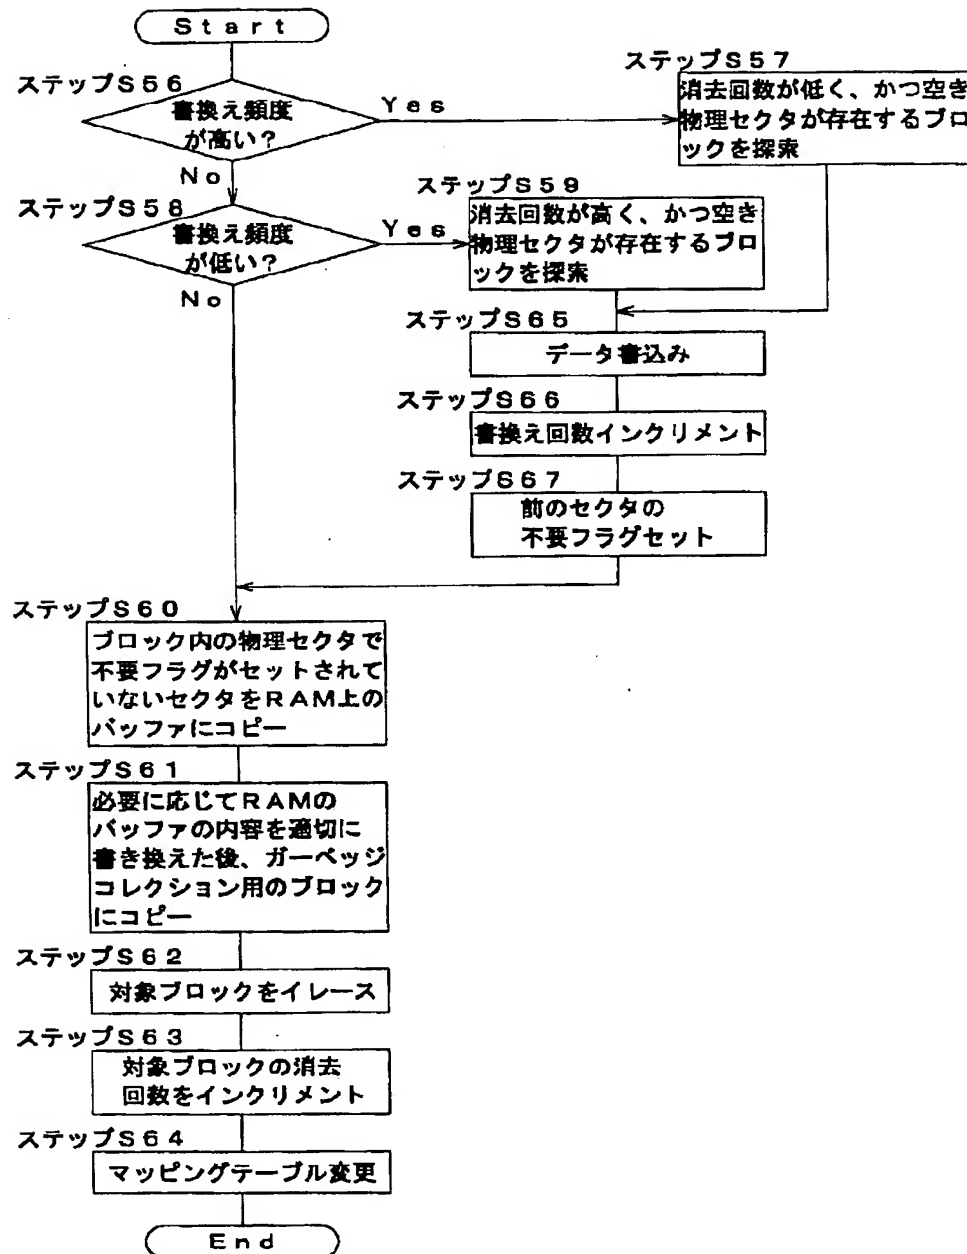 Start
ステップS56
書換え頻度
が高い?
Yes
ステップS57
消去回数が低く、かつ空き
物理セクタが存在するブロ
ックを探索
No
ステップS58
書換え頻度
が低い?
Yes
ステップS59
消去回数が高く、かつ空き
物理セクタが存在するブロ
ックを探索
No
ステップS65
データ書込み
ステップS66
書換え回数インクリメント
ステップS67
前のセクタの
不要フラグセット
ステップS60
ブロック内の物理セクタで
不要フラグがセットされて
いないセクタをRAM上の
バッファにコピー
ステップS61
必要に応じてRAMの
バッファの内容を適切に
書き換えた後、ガーベッジ
コレクション用のブロック
にコピー
ステップS62
対象ブロックをイレース
ステップS63
対象ブロックの消去
回数をインクリメント
ステップS64
マッピングテーブル変更
End